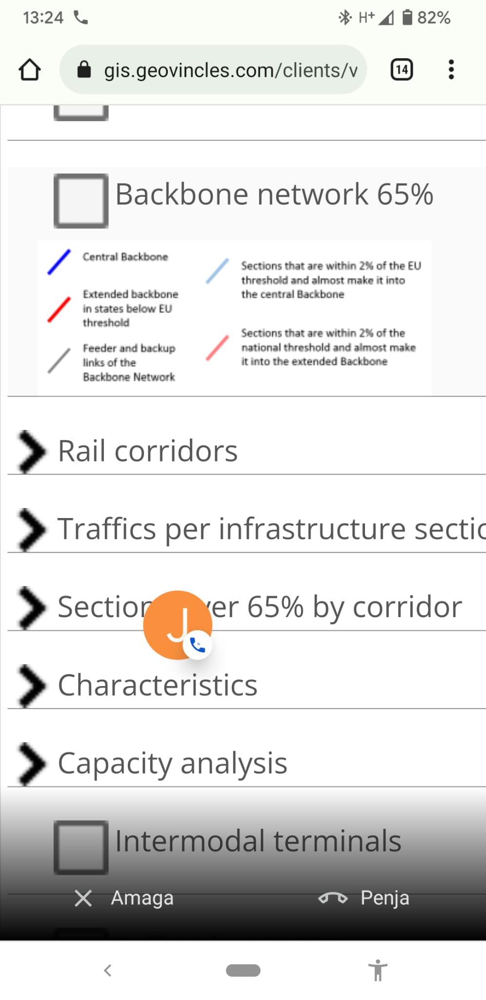 13:24
H+
82%
gis.geovincles.com/clients/v
14
Backbone network 65%
Central Backbone
Extended backbone
in states below EU
threshold
Feeder and backup
links of the
Backbone Network
Sections that are within 2% of the EU
threshold and almost make it into
the central Backbone
Sections that are within 2% of the
national threshold and almost make
it into the extended Backbone
Rail corridors
Traffics per infrastructure sectio
65% by corridor
J
Characteristics
Capacity analysis
Intermodal terminals
Amaga
Penja